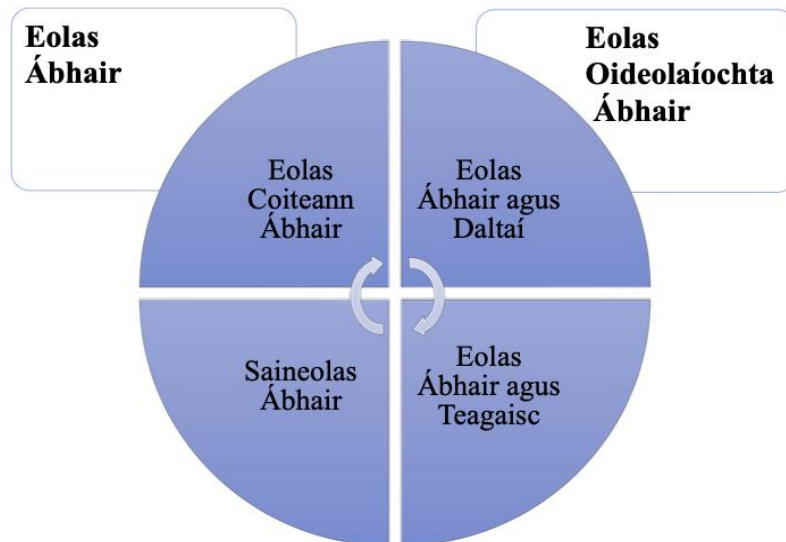 Eolas
Ábhair
Eolas
Oideolaíochta
Ábhair
Eolas
Coiteann
Ábhair
Eolas
Ábhair agus
Daltaí
Saineolas
Ábhair
Eolas
Ábhair agus
Teagaisc